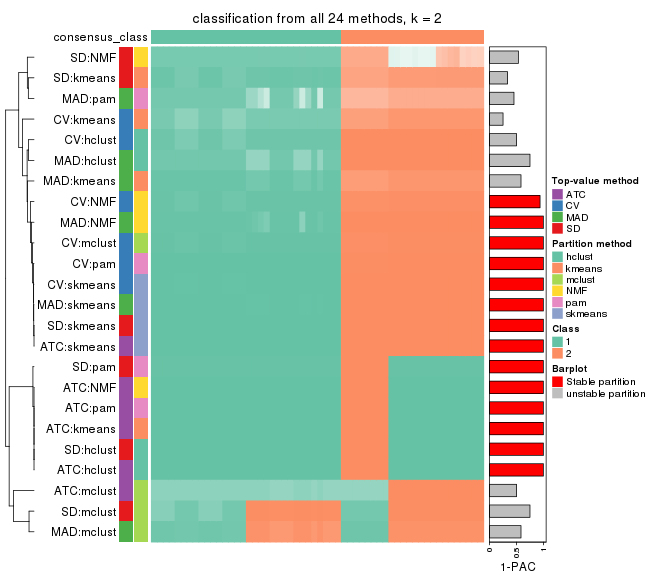 classification from all 24 methods, k = 2
consensus_class
SD:NMF
SD:kmeans
MAD:pam
CV:kmeans
CV:hclust
MAD:hclust
MAD:kmeans
CV:NMF
MAD:NMF
CV:mclust
CV:pam
CV:skmeans
MAD:skmeans
SD:skmeans
ATC:skmeans
SD:pam
ATC:NMF
ATC:pam
ATC:kmeans
SD:hclust
ATC:hclust
ATC:mclust
SD:mclust
MAD:mclust
0
0.5
1
1-PAC
Top-value method
ATC
CV
MAD
SD
Partition method
hclust
kmeans
mclust
NMF
pam
skmeans
Class
1
2
Barplot
Stable partition
unstable partition